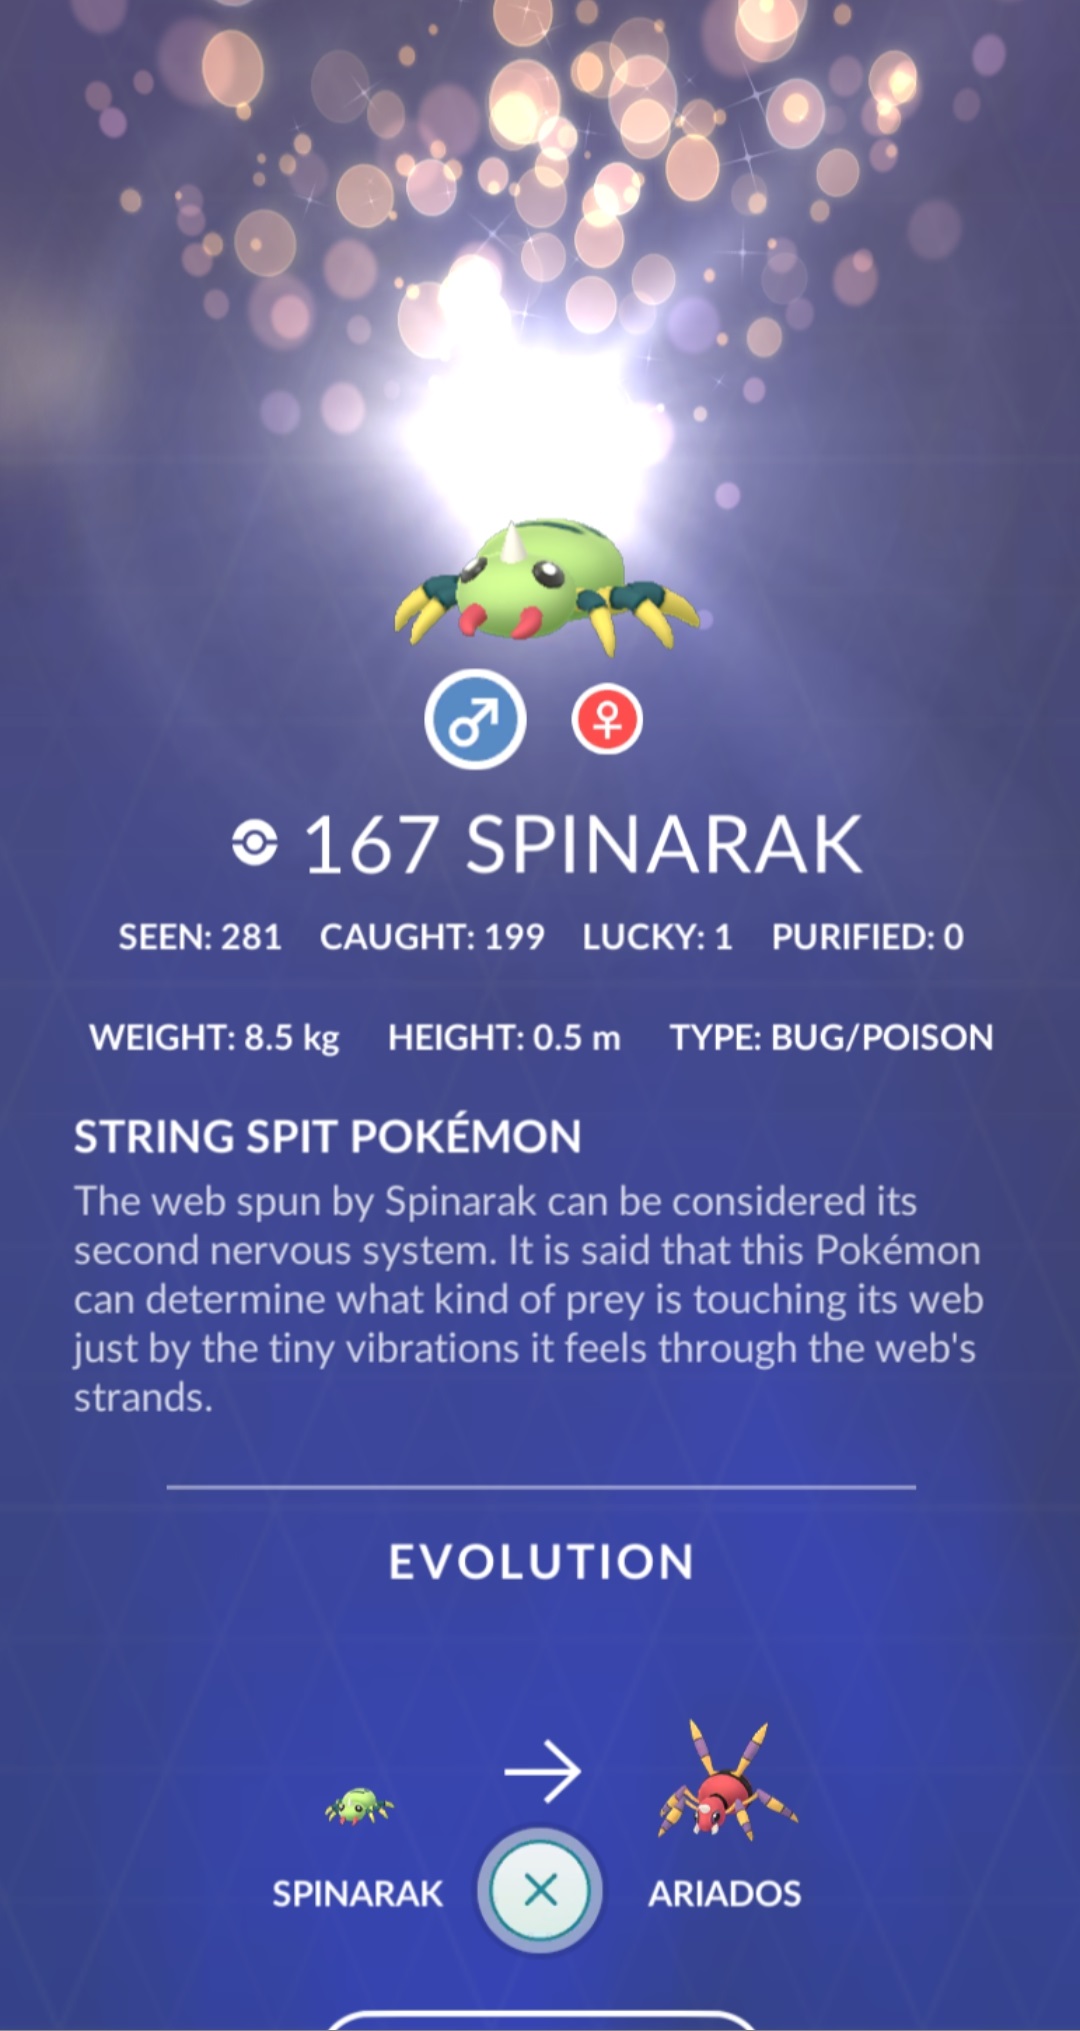 167 SPINARAK
SEEN: 281 CAUGHT: 199 LUCKY: 1 PURIFIED: 0
WEIGHT: 8.5 kg HEIGHT: 0.5 m TYPE: BUG/POISON
STRING SPIT POKÉMON
The web spun by Spinarak can be considered its
second nervous system. It is said that this Pokémon
can determine what kind of prey is touching its web
just by the tiny vibrations it feels through the web's
strands.
EVOLUTION
SPINARAK ARIADOS